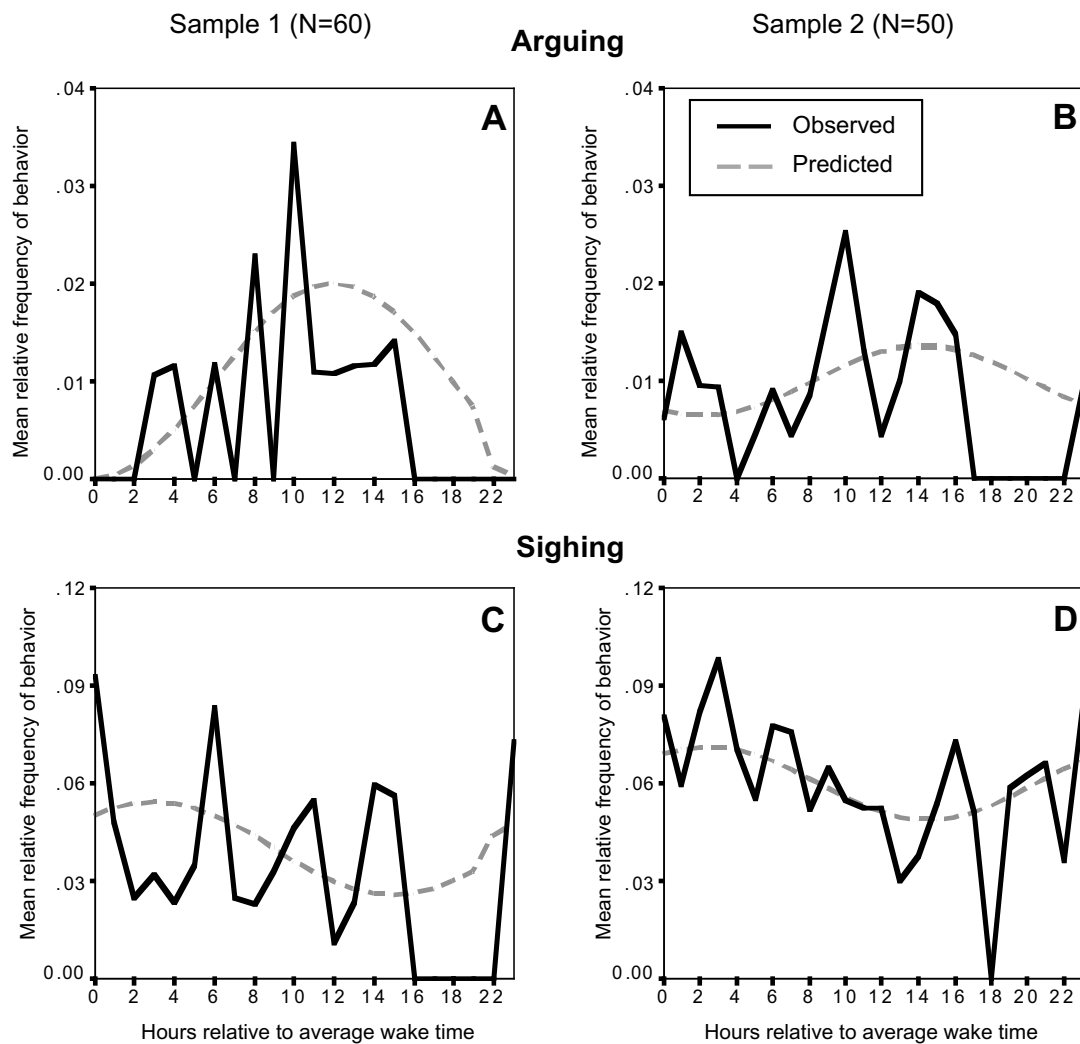 Sample 1 (N=60)
Sample 2 (N=50)
Arguing
Mean relative frequency of behavior
.04
.03
.02
.01
0.00
A
0 2 4 6 8 10 12 14 16 18 20 22
Mean relative frequency of behavior
.04
.03
.02
.01
0.00
Observed
Predicted
B
0 2 4 6 8 10 12 14 16 18 20 22
Sighing
Mean relative frequency of behavior
.12
.09
.06
.03
0.00
C
0 2 4 6 8 10 12 14 16 18 20 22
Hours relative to average wake time
Mean relative frequency of behavior
.12
.09
.06
.03
0.00
D
0 2 4 6 8 10 12 14 16 18 20 22
Hours relative to average wake time